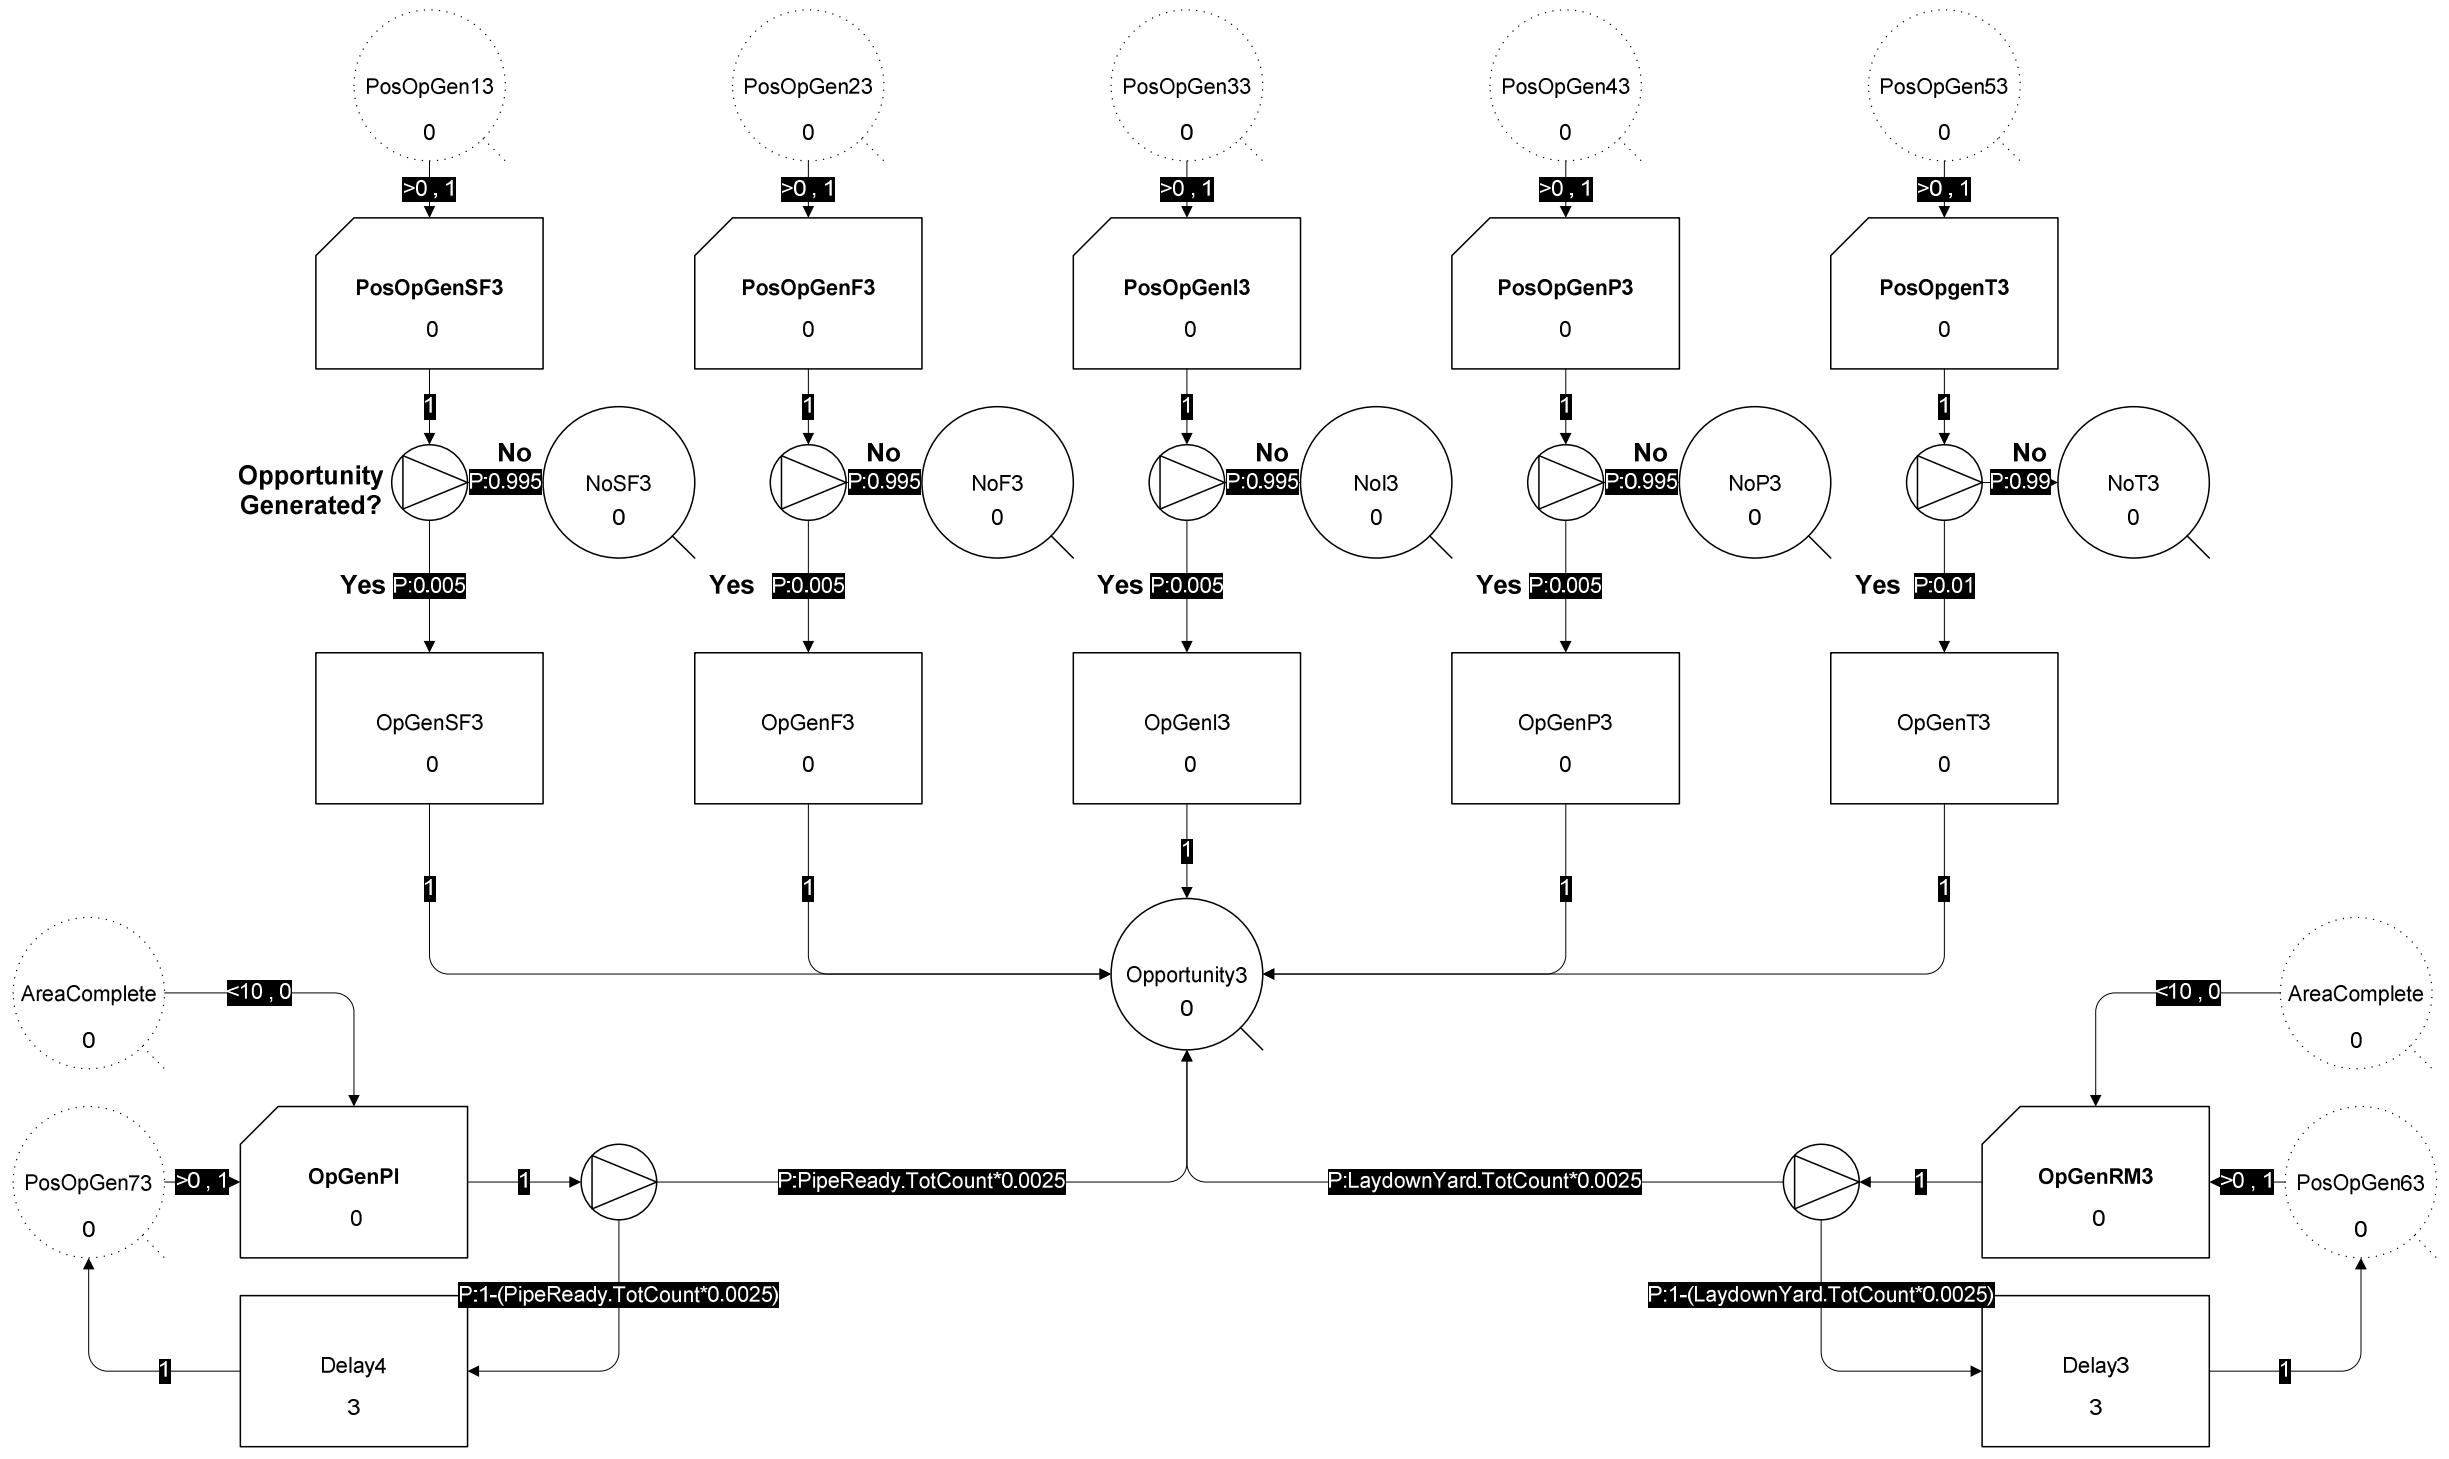 PosOpGen13
0
PosOpGen23
0
PosOpGen33
0
PosOpGen43
0
PosOpGen53
0
>0 , 1
>0 , 1
>0 , 1
>0 , 1
>0 , 1
PosOpGenSF3
0
PosOpGenF3
0
PosOpGenI3
0
PosOpGenP3
0
PosOpgenT3
0
1
1
1
1
1
Opportunity
Generated?
No
P:0.995
NoSF3
0
No
P:0.995
NoF3
0
No
P:0.995
NoI3
0
No
P:0.995
NoP3
0
No
P:0.99
NoT3
0
Yes P:0.005
Yes P:0.005
Yes P:0.005
Yes P:0.005
Yes P:0.01
OpGenSF3
0
OpGenF3
0
OpGenI3
0
OpGenP3
0
OpGenT3
0
1
1
1
1
1
AreaComplete
0
<10 , 0
Opportunity3
0
<10 , 0
AreaComplete
0
PosOpGen73
0
>0 , 1
OpGenPI
0
1
P:PipeReady.TotCount*0.0025
P:LaydownYard.TotCount*0.0025
1
OpGenRM3
0
>0 , 1
PosOpGen63
0
P:1-(PipeReady.TotCount*0.0025)
P:1-(LaydownYard.TotCount*0.0025)
1
Delay4
3
Delay3
3
1